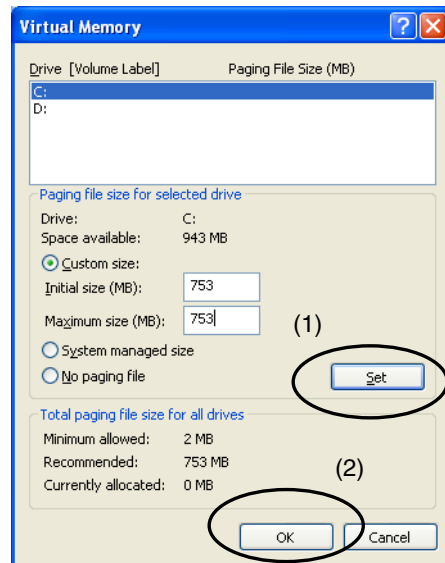 Virtual Memory
Drive [Volume Label] Paging File Size (MB)
C:
D:
Paging file size for selected drive
Drive: C:
Space available: 943 MB
Custom size:
Initial size (MB): 753
Maximum size (MB): 753
(1)
System managed size
No paging file
Set
Total paging file size for all drives
Minimum allowed: 2 MB
Recommended: 753 MB
(2)
Currently allocated: 0 MB
OK Cancel